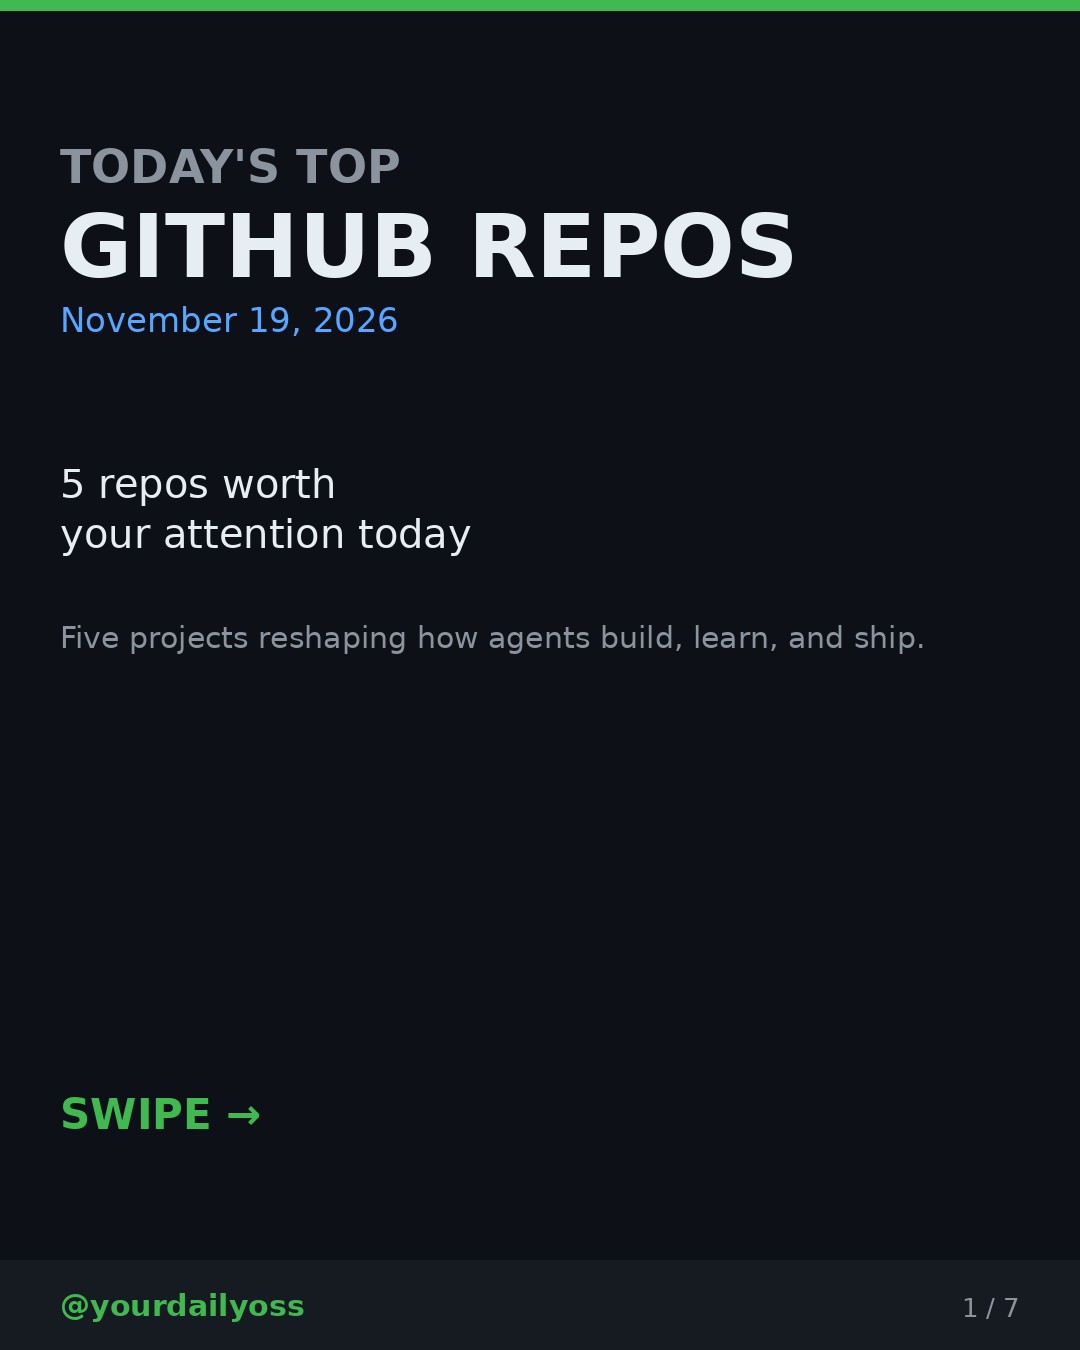 TODAY'S TOP
GITHUB REPOS
November 19, 2026
5 repos worth
your attention today
Five projects reshaping how agents build, learn, and ship.
SWIPE →
@yourdailyoss
1 / 7